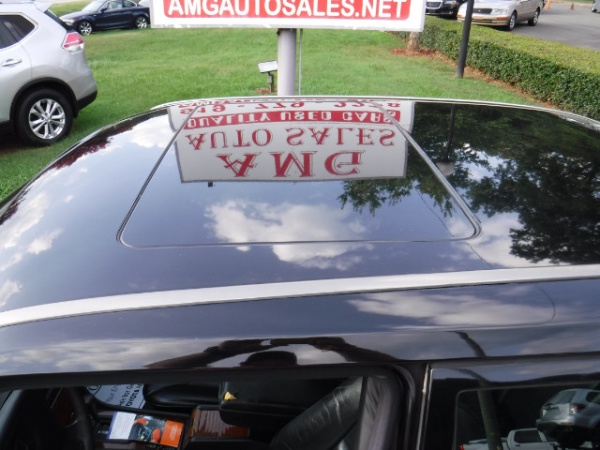 AMGAUTOSALES.NET
QUALITY USED CARS
AUTO SALES
AMG